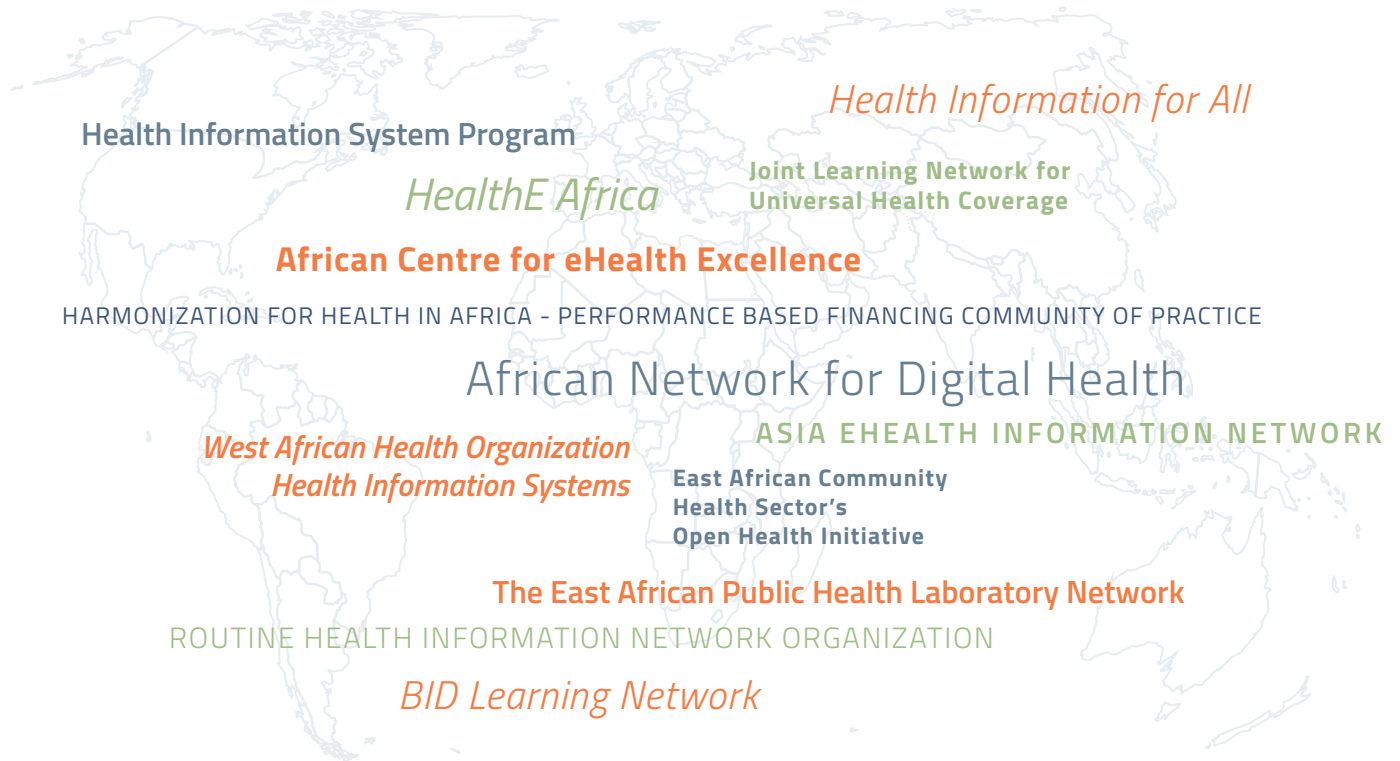 Health Information for All
Health Information System Program
Joint Learning Network for
Universal Health Coverage
HealthE Africa
African Centre for eHealth Excellence
HARMONIZATION FOR HEALTH IN AFRICA - PERFORMANCE BASED FINANCING COMMUNITY OF PRACTICE
African Network for Digital Health
ASIA EHEALTH INFORMATION NETWORK
West African Health Organization
Health Information Systems
East African Community
Health Sector’s
Open Health Initiative
The East African Public Health Laboratory Network
ROUTINE HEALTH INFORMATION NETWORK ORGANIZATION
BID Learning Network